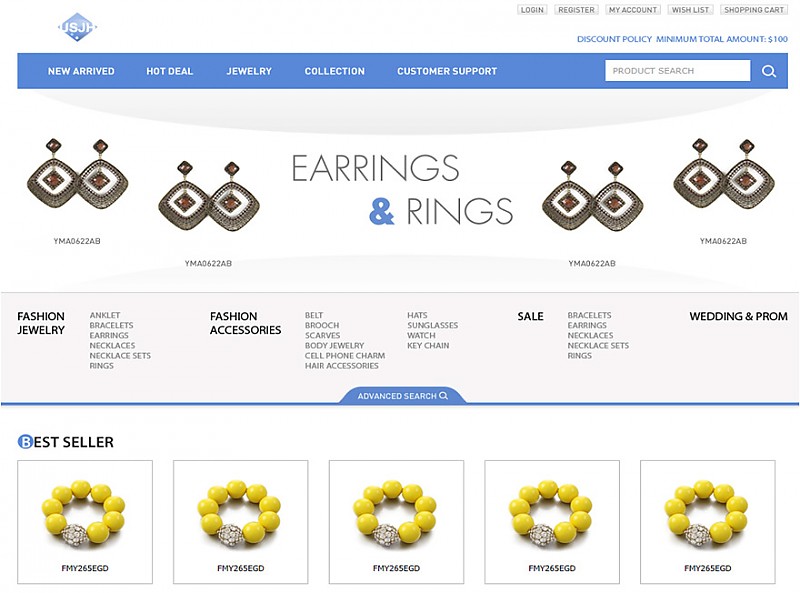 LOGIN REGISTER MY ACCOUNT WISH LIST SHOPPING CART
USJH
DISCOUNT POLICY MINIMUM TOTAL AMOUNT: $100
NEW ARRIVED HOT DEAL JEWELRY COLLECTION CUSTOMER SUPPORT PRODUCT SEARCH
EARRINGS
& RINGS
YMA0622AB
YMA0622AB
YMA0622AB
YMA0622AB
FASHION
JEWELRY
ANKLET
BRACELETS
EARRINGS
NECKLACES
NECKLACE SETS
RINGS
FASHION
ACCESSORIES
BELT
BROOCH
SCARVES
BODY JEWELRY
CELL PHONE CHARM
HAIR ACCESSORIES
HATS
SUNGLASSES
WATCH
KEY CHAIN
SALE
BRACELETS
EARRINGS
NECKLACES
NECKLACE SETS
RINGS
WEDDING & PROM
ADVANCED SEARCH
BEST SELLER
FMY265EGD FMY265EGD FMY265EGD FMY265EGD FMY265EGD